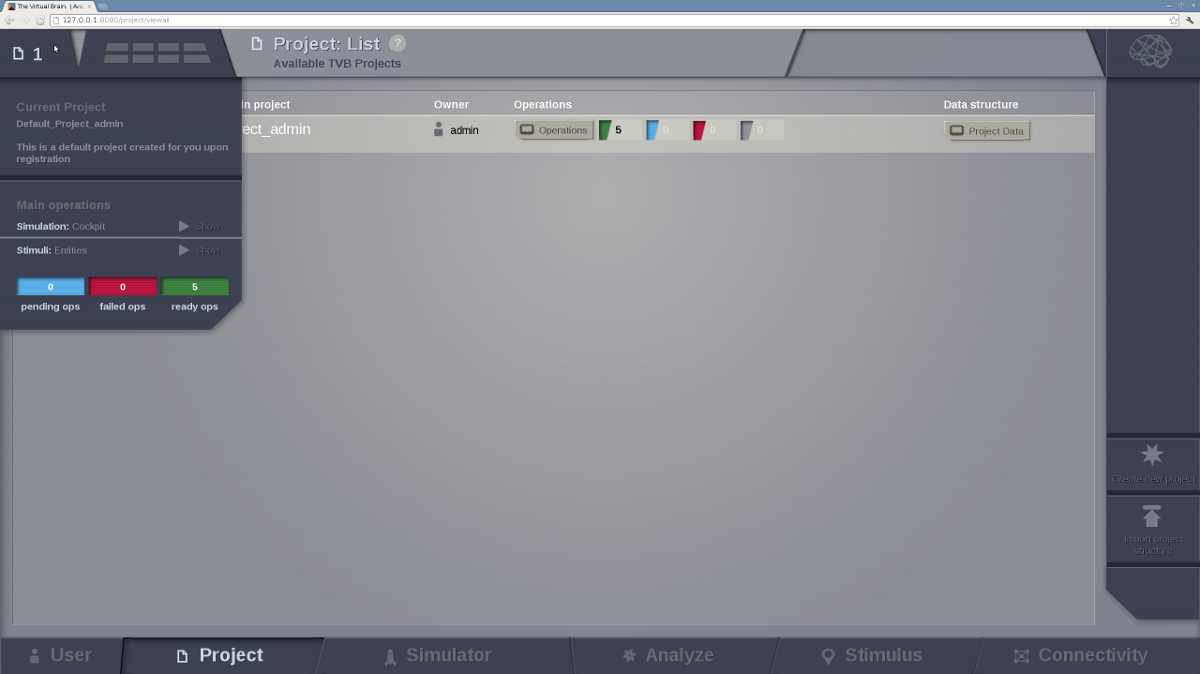 The Virtual Brain. | Ava
127.0.0.1:8080/project/viewall
1
Project: List ?
Available TVB Projects
Current Project
Default_Project_admin
This is a default project created for you upon
registration
Main operations
Simulation: Cockpit Show
Stimuli: Entities Show
0 0 5
pending ops failed ops ready ops
in project Owner Operations Data structure
ect_admin admin Operations 5 0 0 0 Project Data
Create new project
Import project
structure
User Project Simulator Analyze Stimulus Connectivity